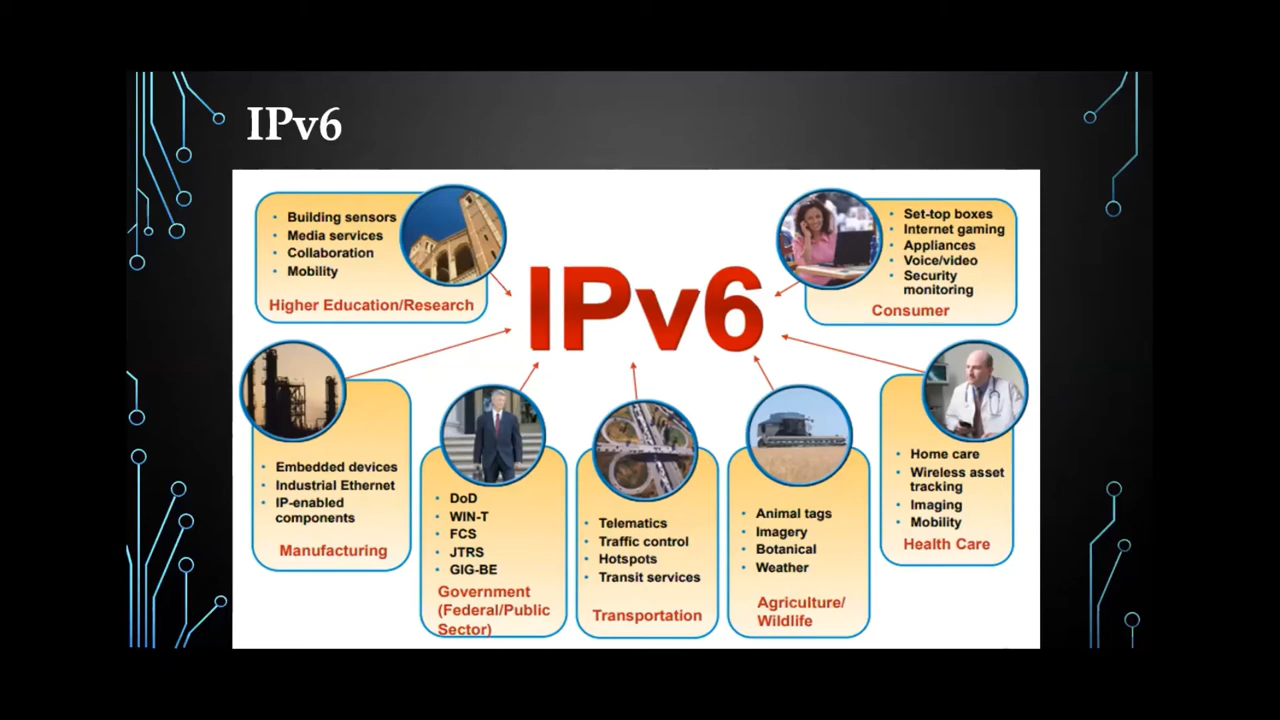 IPv6
• Building sensors
• Media services
• Collaboration
• Mobility
Higher Education/Research
IPv6
• Set-top boxes
• Internet gaming
• Appliances
• Voice/video
• Security
monitoring
Consumer
• Embedded devices
• Industrial Ethernet
• IP-enabled
components
Manufacturing
• DoD
• WIN-T
• FCS
• JTRS
• GIG-BE
Government
(Federal/Public
Sector)
• Telematics
• Traffic control
• Hotspots
• Transit services
Transportation
• Animal tags
• Imagery
• Botanical
• Weather
Agriculture/
Wildlife
• Home care
• Wireless asset
tracking
• Imaging
• Mobility
Health Care